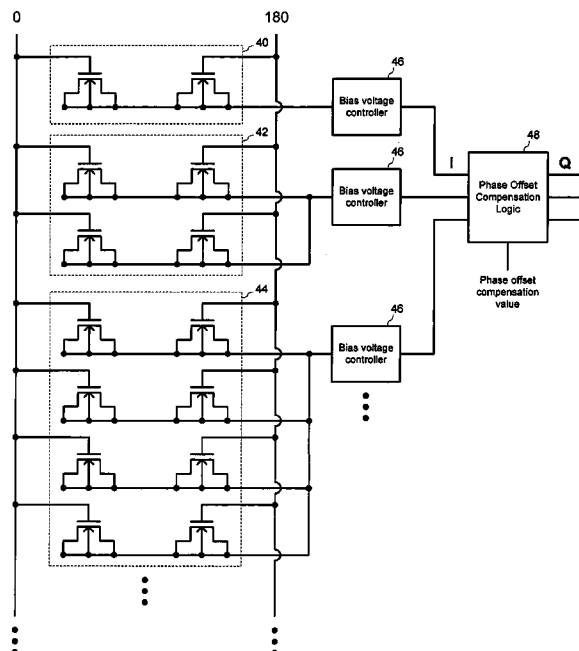 0
180
40
46
Bias voltage
controller
42
46
Bias voltage
controller
I
48
Phase Offset
Compensation
Logic
Q
Phase offset
compensation
value
44
46
Bias voltage
controller